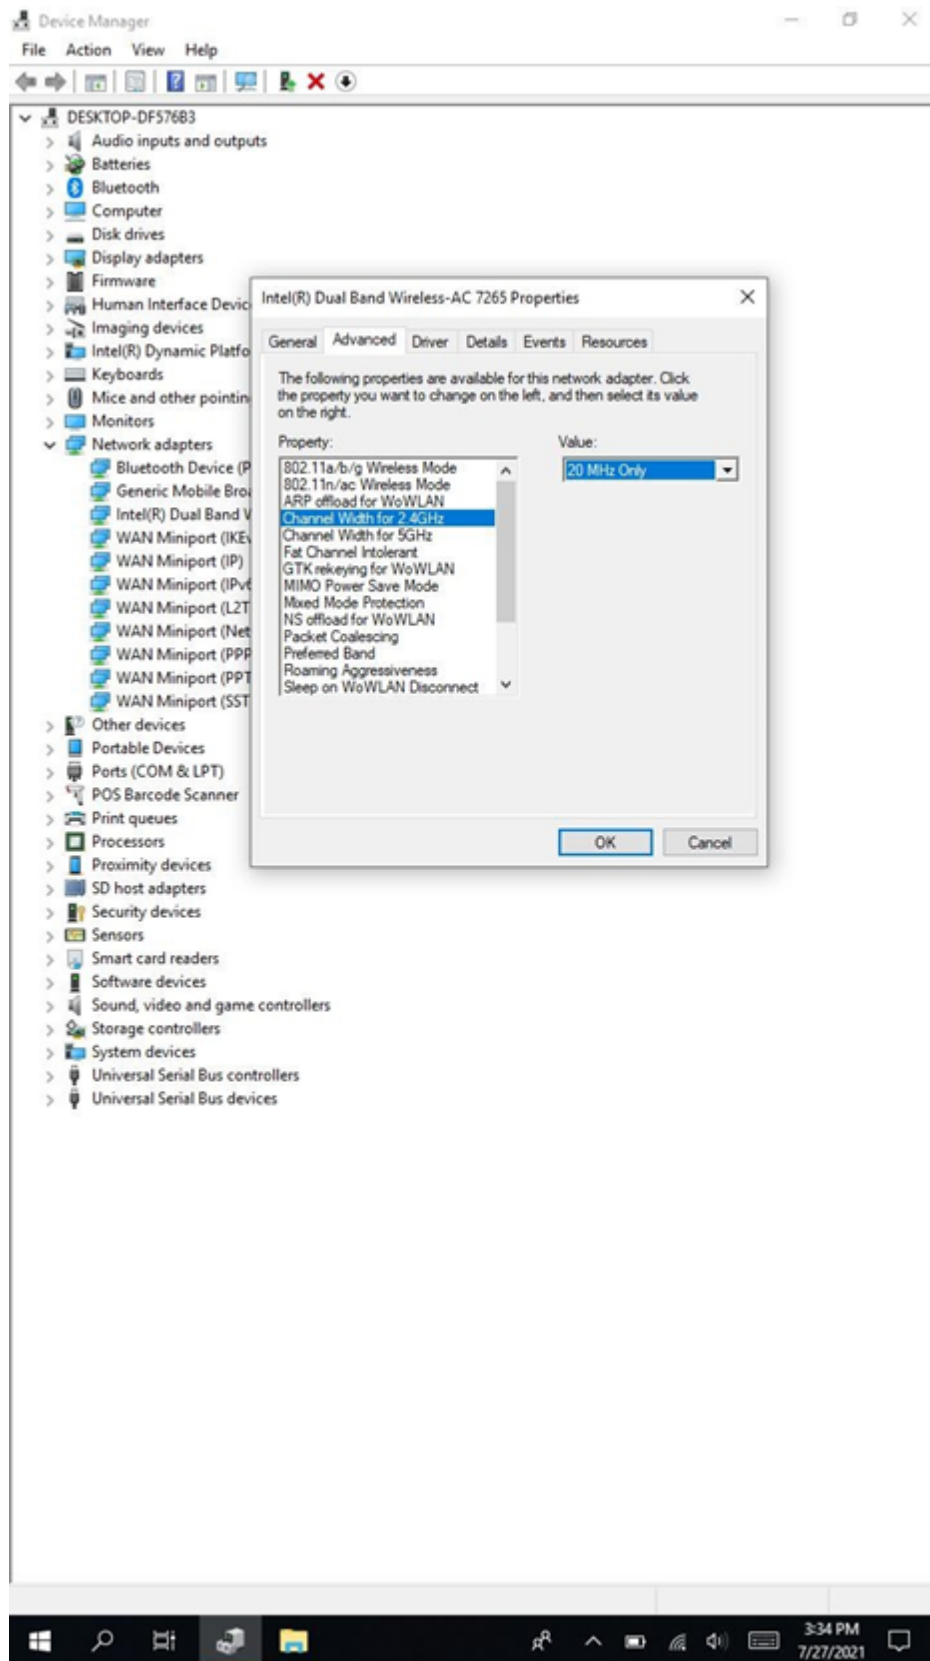 Device Manager
File Action View Help
DESKTOP-DF576B3
Audio inputs and outputs
Batteries
Bluetooth
Computer
Disk drives
Display adapters
Firmware
Human Interface Devic
Imaging devices
Intel(R) Dynamic Platfo
Keyboards
Mice and other pointin
Monitors
Network adapters
Bluetooth Device (P
Generic Mobile Broa
Intel(R) Dual Band W
WAN Miniport (IKEv
WAN Miniport (IP)
WAN Miniport (IPv6
WAN Miniport (L2T
WAN Miniport (Net
WAN Miniport (PPP
WAN Miniport (PPT
WAN Miniport (SST
Other devices
Portable Devices
Ports (COM & LPT)
POS Barcode Scanner
Print queues
Processors
Proximity devices
SD host adapters
Security devices
Sensors
Smart card readers
Software devices
Sound, video and game controllers
Storage controllers
System devices
Universal Serial Bus controllers
Universal Serial Bus devices
Intel(R) Dual Band Wireless-AC 7265 Properties
General Advanced Driver Details Events Resources
The following properties are available for this network adapter. Click
the property you want to change on the left, and then select its value
on the right.
Property: Value:
802.11a/b/g Wireless Mode
802.11n/ac Wireless Mode
ARP offload for WoWLAN
Channel Width for 2.4GHz
Channel Width for 5GHz
Fat Channel Intolerant
GTK rekeying for WoWLAN
MIMO Power Save Mode
Mixed Mode Protection
NS offload for WoWLAN
Packet Coalescing
Preferred Band
Roaming Aggressiveness
Sleep on WoWLAN Disconnect
20 MHz Only
OK Cancel
3:34 PM
7/27/2021